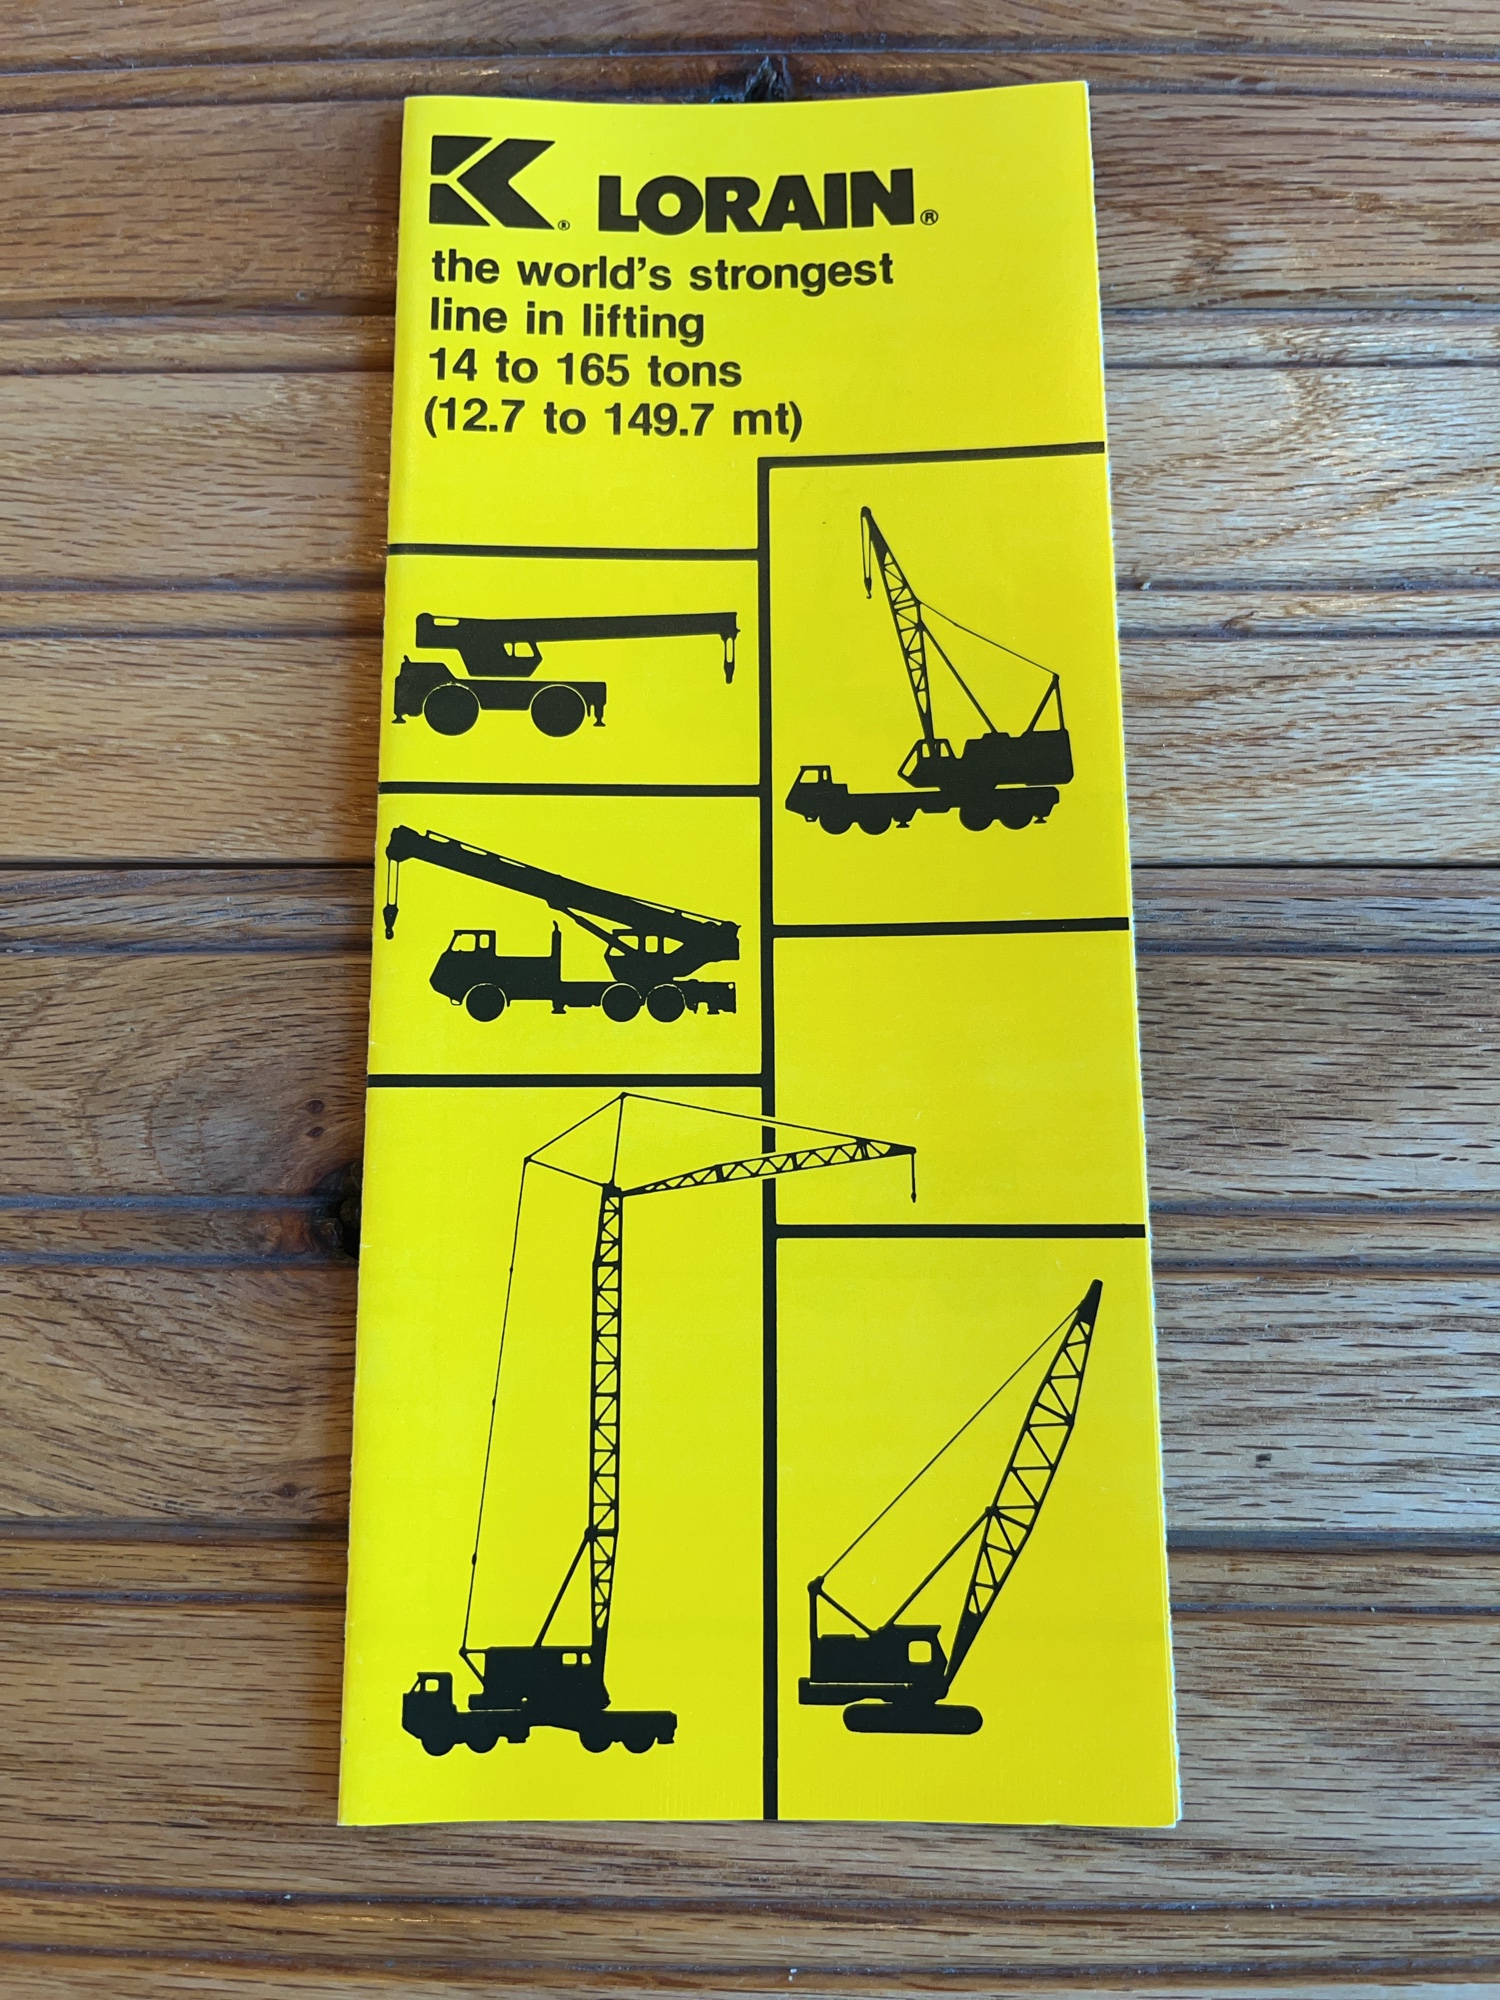 K® LORAIN®
the world's strongest
line in lifting
14 to 165 tons
(12.7 to 149.7 mt)